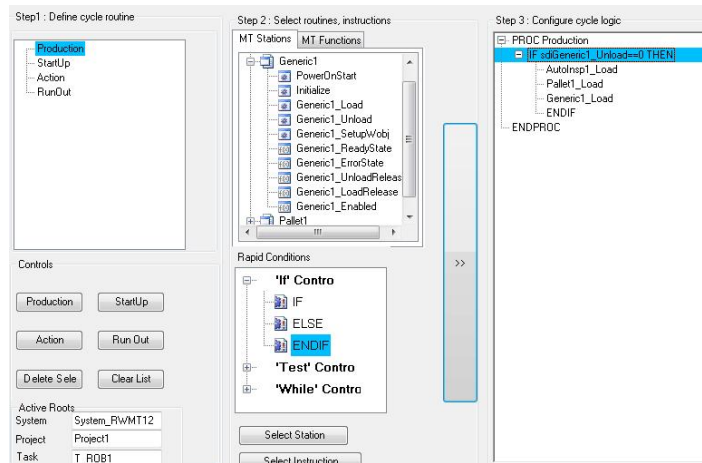 Step1 : Define cycle routine
Production
StartUp
Action
RunOut
Controls
Production
StartUp
Action
Run Out
Delete Sele
Clear List
Active Roots
System
System_RWMT12
Project
Project1
Task
T_ROB1
Step 2 : Select routines, instructions
MT Stations
MT Functions
Generic1
PowerOnStart
Initialize
Generic1_Load
Generic1_Unload
Generic1_SetupWobj
Generic1_ReadyState
Generic1_ErrorState
Generic1_UnloadReleas
Generic1_LoadRelease
Generic1_Enabled
Pallet1
Rapid Conditions
'If' Contro
IF
ELSE
ENDIF
'Test' Contro
'While' Contro
Select Station
Select Instruction
>>
Step 3 : Configure cycle logic
PROC Production
IF sdiGeneric1_Unload==0 THEN
AutoInsp1_Load
Pallet1_Load
Generic1_Load
ENDIF
ENDPROC